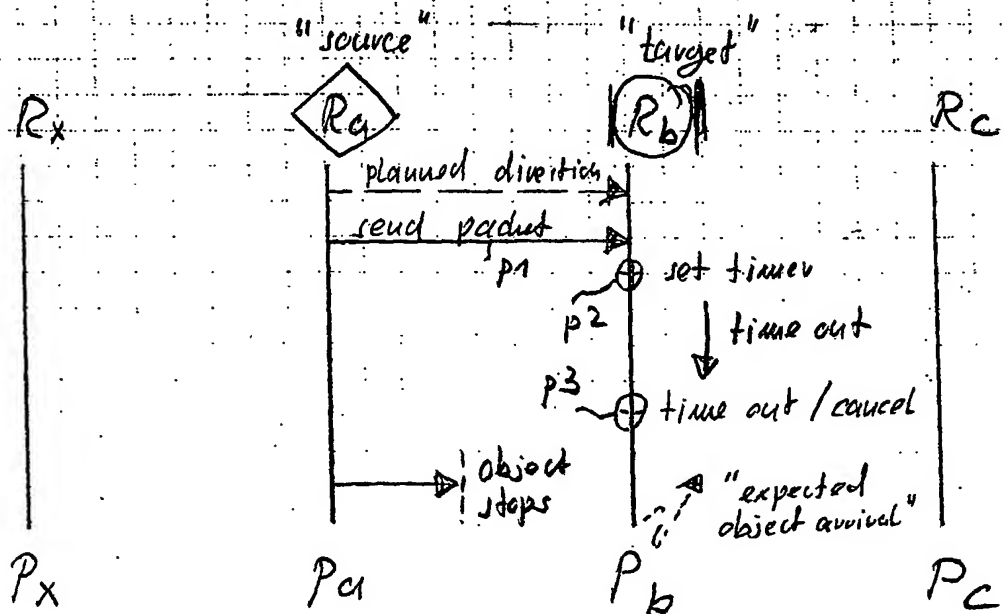 "source"
"target"
Rx
Ra
Rb
Rc
planned direction
send packet
p1
set timer
p2
time out
p3
time out / cancel
object
stops
"expected
object arrival"
Px
Pa
Pb
Pc